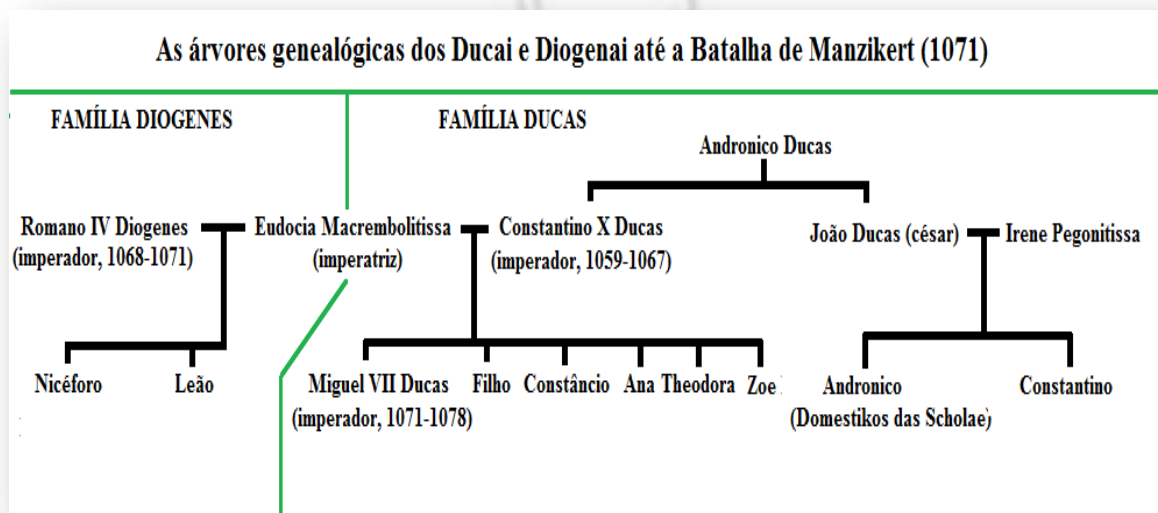 As árvores genealógicas dos Ducai e Diogenai até a Batalha de Manzikert (1071)
FAMÍLIA DIOGENES
FAMÍLIA DUCAS
Andronico Ducas
Romano IV Diogenes
(imperador, 1068-1071)
Eudocia Macrembolitissa
(imperatriz)
Constantino X Ducas
(imperador, 1059-1067)
João Ducas (césar)
Irene Pegonitissa
Nicéforo
Leão
Miguel VII Ducas
(imperador, 1071-1078)
Filho
Constâncio
Ana
Theodora
Zoe
Andronico
(Domestikos das Scholae)
Constantino